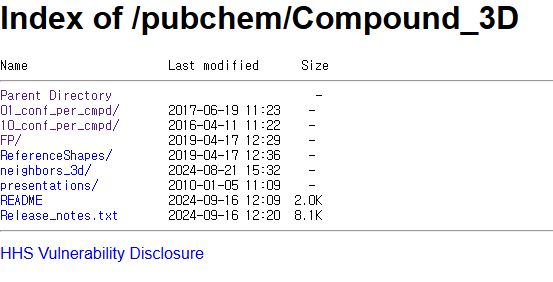 Index of /pubchem/Compound_3D
Name Last modified Size
Parent Directory -
01_conf_per_cmpd/ 2017-06-19 11:23 -
10_conf_per_cmpd/ 2016-04-11 11:22 -
FP/ 2019-04-17 12:29 -
ReferenceShapes/ 2019-04-17 12:36 -
neighbors_3d/ 2024-08-21 15:32 -
presentations/ 2010-01-05 11:09 -
README 2024-09-16 12:09 2.0K
Release_notes.txt 2024-09-16 12:20 8.1K
HHS Vulnerability Disclosure